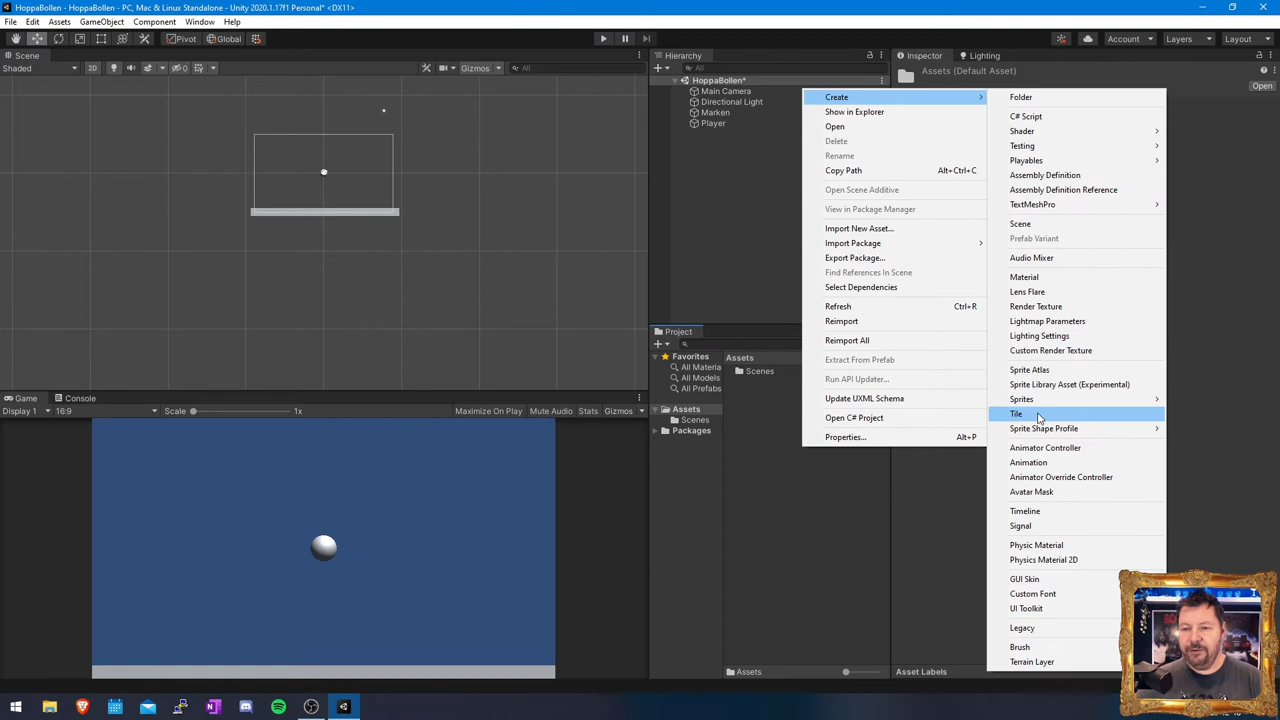 HoppaBollen - HoppaBollen - PC, Mac & Linux Standalone - Unity 2020.1.17f1 Personal* <DX11>
File Edit Assets GameObject Component Window Help
Pivot Global Account Layers Layout
Scene
Shaded 2D 0 Gizmos All
Hierarchy
All
HoppaBollen*
Main Camera
Directional Light
Marken
Player
Inspector Lighting
Assets (Default Asset)
Open
Create
Show in Explorer
Open
Delete
Rename
Copy Path Alt+Ctrl+C
Open Scene Additive
View in Package Manager
Import New Asset...
Import Package
Export Package...
Find References In Scene
Select Dependencies
Refresh Ctrl+R
Reimport
Reimport All
Extract From Prefab
Run API Updater...
Update UXML Schema
Open C# Project
Properties... Alt+P
Folder
C# Script
Shader
Testing
Playables
Assembly Definition
Assembly Definition Reference
TextMeshPro
Scene
Prefab Variant
Audio Mixer
Material
Lens Flare
Render Texture
Lightmap Parameters
Lighting Settings
Custom Render Texture
Sprite Atlas
Sprite Library Asset (Experimental)
Sprites
Tile
Sprite Shape Profile
Animator Controller
Animation
Animator Override Controller
Avatar Mask
Timeline
Signal
Physic Material
Physics Material 2D
GUI Skin
Custom Font
UI Toolkit
Legacy
Brush
Terrain Layer
Project
Favorites
All Materia
All Models
All Prefabs
Assets
Scenes
Packages
Assets
Scenes
Assets
Asset Labels
Game Console
Display 1 16:9 Scale 1x Maximize On Play Mute Audio Stats Gizmos